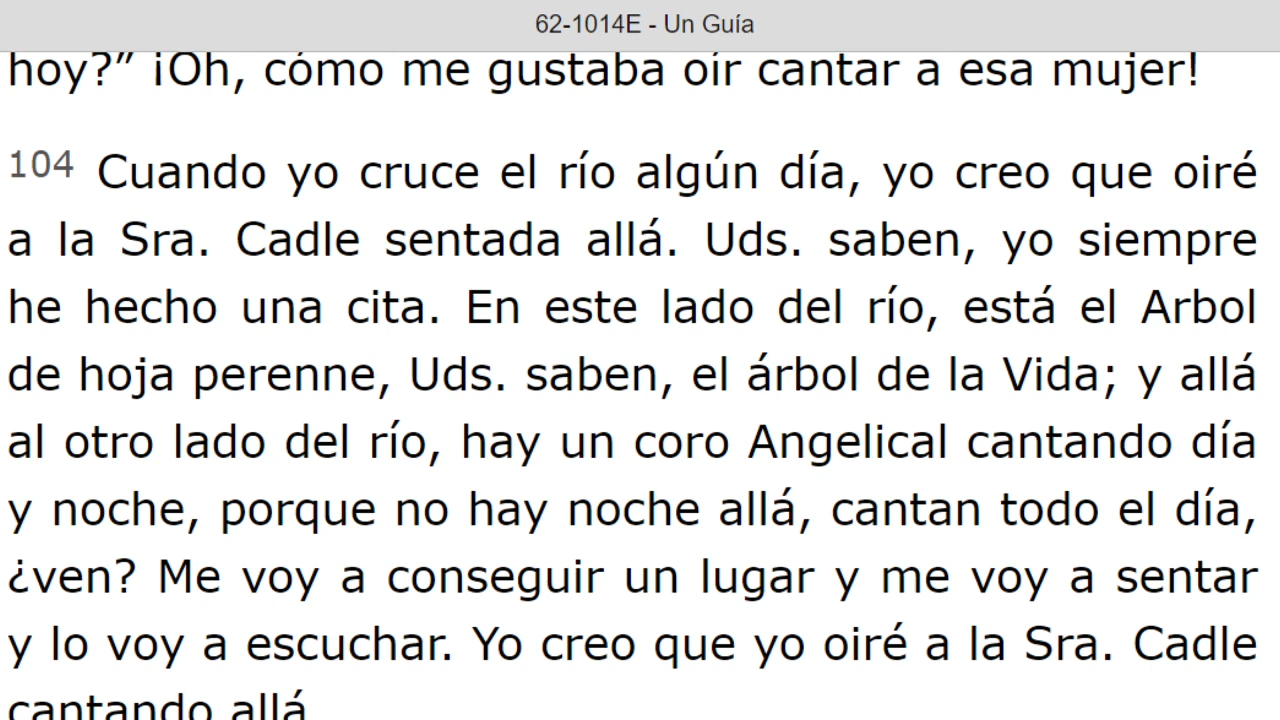 62-1014E - Un Guía
hoy?” ¡Oh, cómo me gustaba oír cantar a esa mujer!
104 Cuando yo cruce el río algún día, yo creo que oiré
a la Sra. Cadle sentada allá. Uds. saben, yo siempre
he hecho una cita. En este lado del río, está el Arbol
de hoja perenne, Uds. saben, el árbol de la Vida; y allá
al otro lado del río, hay un coro Angelical cantando día
y noche, porque no hay noche allá, cantan todo el día,
¿ven? Me voy a conseguir un lugar y me voy a sentar
y lo voy a escuchar. Yo creo que yo oiré a la Sra. Cadle
cantando allá